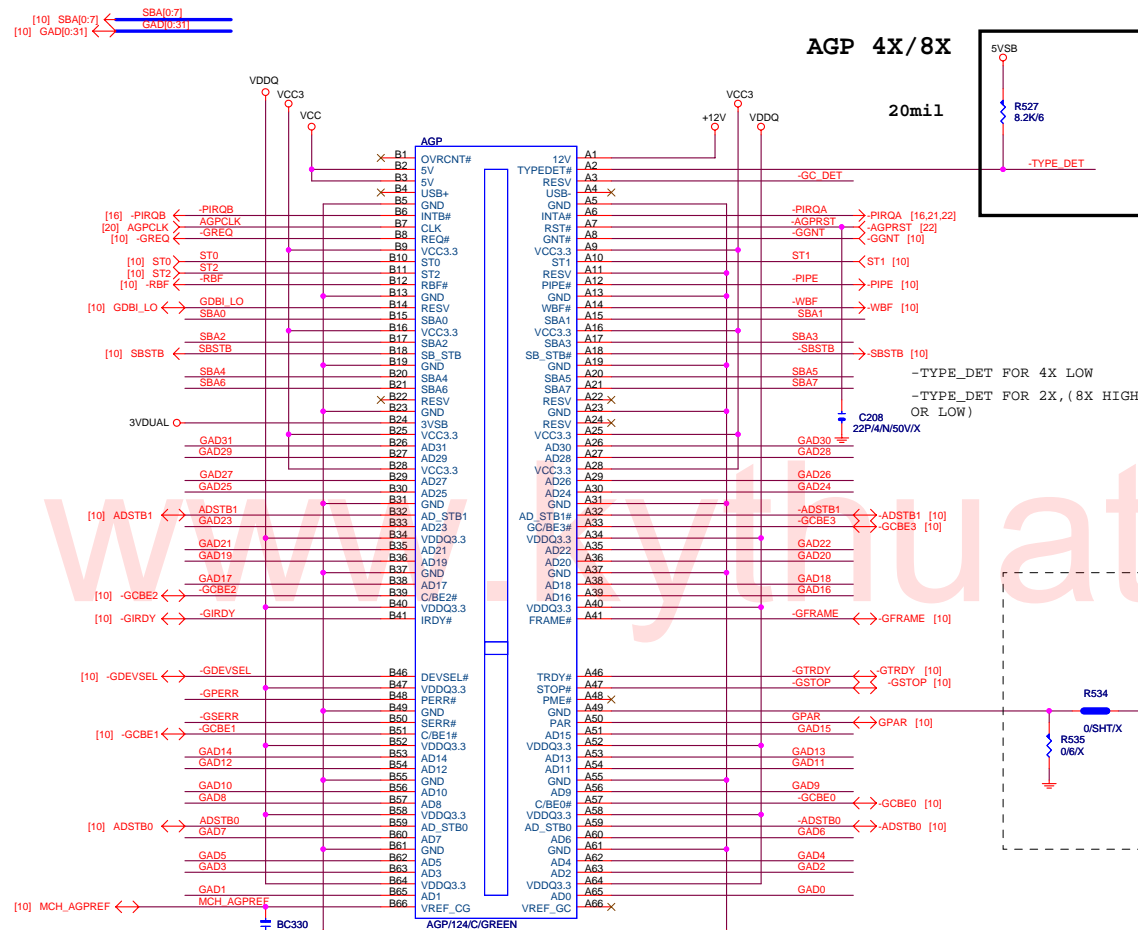 [10] SBA[0:7] SBA[0:7]
[10] GAD[0:31] GAD[0:31]
AGP 4X/8X
20mil
5VSB
R527
8.2K/6
-TYPE_DET
VDDQ
VCC3
VCC
VCC3
+12V
VDDQ
AGP
B1 OVRCNT# 12V A1
B2 5V TYPEDET# A2
B3 5V RESV A3 -GC_DET
B4 USB+ USB- A4
B5 GND GND A5
[16] -PIRQB -PIRQB B6 INTB# INTA# A6 -PIRQA -PIRQA [16,21,22]
[20] AGPCLK AGPCLK B7 CLK RST# A7 -AGPRST -AGPRST [22]
[10] -GREQ -GREQ B8 REQ# GNT# A8 -GGNT -GGNT [10]
B9 VCC3.3 VCC3.3 A9
[10] ST0 ST0 B10 ST0 ST1 A10 ST1 ST1 [10]
[10] ST2 ST2 B11 ST2 RESV A11
[10] -RBF -RBF B12 RBF# PIPE# A12 -PIPE -PIPE [10]
B13 GND GND A13
[10] GDBI_LO GDBI_LO B14 RESV WBF# A14 -WBF -WBF [10]
SBA0 B15 SBA0 SBA1 A15 SBA1
B16 VCC3.3 VCC3.3 A16
SBA2 B17 SBA2 SBA3 A17 SBA3
[10] SBSTB SBSTB B18 SB_STB SB_STB# A18 -SBSTB -SBSTB [10]
B19 GND GND A19
SBA4 B20 SBA4 SBA5 A20 SBA5
SBA6 B21 SBA6 SBA7 A21 SBA7
B22 RESV RESV A22
B23 GND GND A23
3VDUAL B24 3VSB RESV A24
B25 VCC3.3 VCC3.3 A25
GAD31 B26 AD31 AD30 A26 GAD30
GAD29 B27 AD29 AD28 A27 GAD28
B28 VCC3.3 VCC3.3 A28
GAD27 B29 AD27 AD26 A29 GAD26
GAD25 B30 AD25 AD24 A30 GAD24
B31 GND GND A31
[10] ADSTB1 ADSTB1 B32 AD_STB1 AD_STB1# A32 -ADSTB1 -ADSTB1 [10]
GAD23 B33 AD23 GC/BE3# A33 -GCBE3 -GCBE3 [10]
B34 VDDQ3.3 VDDQ3.3 A34
GAD21 B35 AD21 AD22 A35 GAD22
GAD19 B36 AD19 AD20 A36 GAD20
B37 GND GND A37
GAD17 B38 AD17 AD18 A38 GAD18
[10] -GCBE2 -GCBE2 B39 C/BE2# AD16 A39 GAD16
B40 VDDQ3.3 VDDQ3.3 A40
[10] -GIRDY -GIRDY B41 IRDY# FRAME# A41 -GFRAME -GFRAME [10]
[10] -GDEVSEL -GDEVSEL B46 DEVSEL# TRDY# A46 -GTRDY -GTRDY [10]
B47 VDDQ3.3 STOP# A47 -GSTOP -GSTOP [10]
-GPERR B48 PERR# PME# A48
B49 GND GND A49
-GSERR B50 SERR# PAR A50 GPAR GPAR [10]
[10] -GCBE1 -GCBE1 B51 C/BE1# AD15 A51 GAD15
B52 VDDQ3.3 VDDQ3.3 A52
GAD14 B53 AD14 AD13 A53 GAD13
GAD12 B54 AD12 AD11 A54 GAD11
B55 GND GND A55
GAD10 B56 AD10 AD9 A56 GAD9
GAD8 B57 AD8 C/BE0# A57 -GCBE0 -GCBE0 [10]
B58 VDDQ3.3 VDDQ3.3 A58
[10] ADSTB0 ADSTB0 B59 AD_STB0 AD_STB0# A59 -ADSTB0 -ADSTB0 [10]
GAD7 B60 AD7 AD6 A60 GAD6
B61 GND GND A61
GAD5 B62 AD5 AD4 A62 GAD4
GAD3 B63 AD3 AD2 A63 GAD2
B64 VDDQ3.3 VDDQ3.3 A64
GAD1 B65 AD1 AD0 A65 GAD0
[10] MCH_AGPREF MCH_AGPREF B66 VREF_CG VREF_GC A66
BC330
AGP/124/C/GREEN
-TYPE_DET FOR 4X LOW
-TYPE_DET FOR 2X,(8X HIGH
OR LOW)
C208
22P/4/N/50V/X
R534
0/SHT/X
R535
0/6/X
www.kythuat